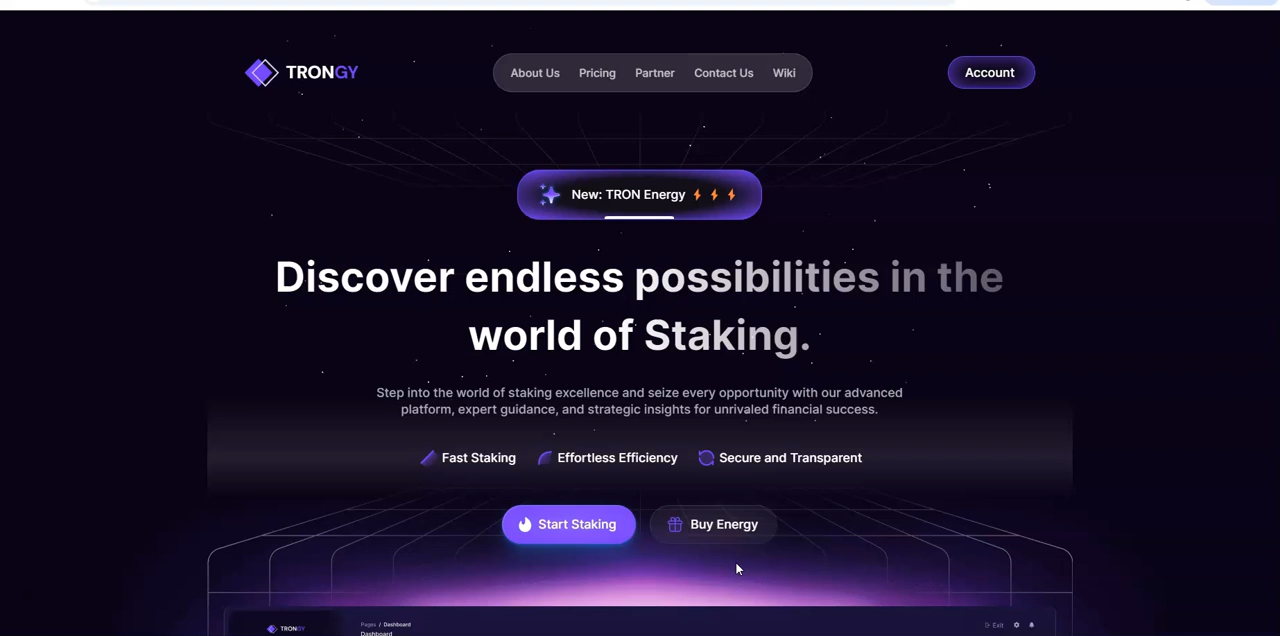 TRONGY
About Us Pricing Partner Contact Us Wiki
Account
New: TRON Energy
Discover endless possibilities in the
world of Staking.
Step into the world of staking excellence and seize every opportunity with our advanced
platform, expert guidance, and strategic insights for unrivaled financial success.
Fast Staking Effortless Efficiency Secure and Transparent
Start Staking Buy Energy
TRONGY
Pages / Dashboard
Exit
Dashboard